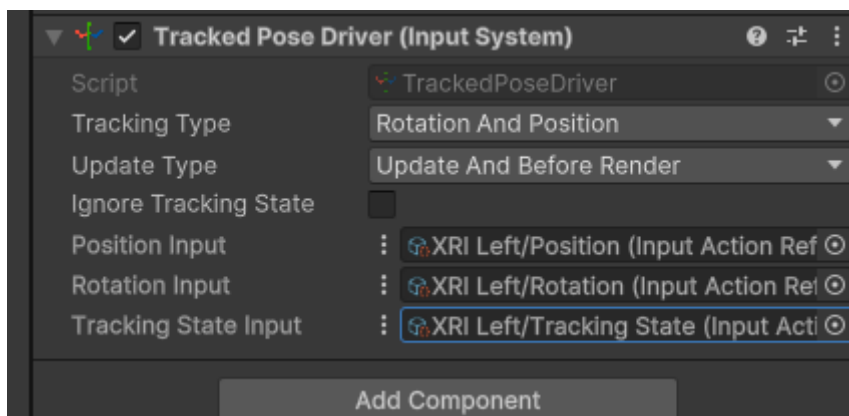 Tracked Pose Driver (Input System)
Script TrackedPoseDriver
Tracking Type Rotation And Position
Update Type Update And Before Render
Ignore Tracking State
Position Input XRI Left/Position (Input Action Ref
Rotation Input XRI Left/Rotation (Input Action Ref
Tracking State Input XRI Left/Tracking State (Input Acti
Add Component